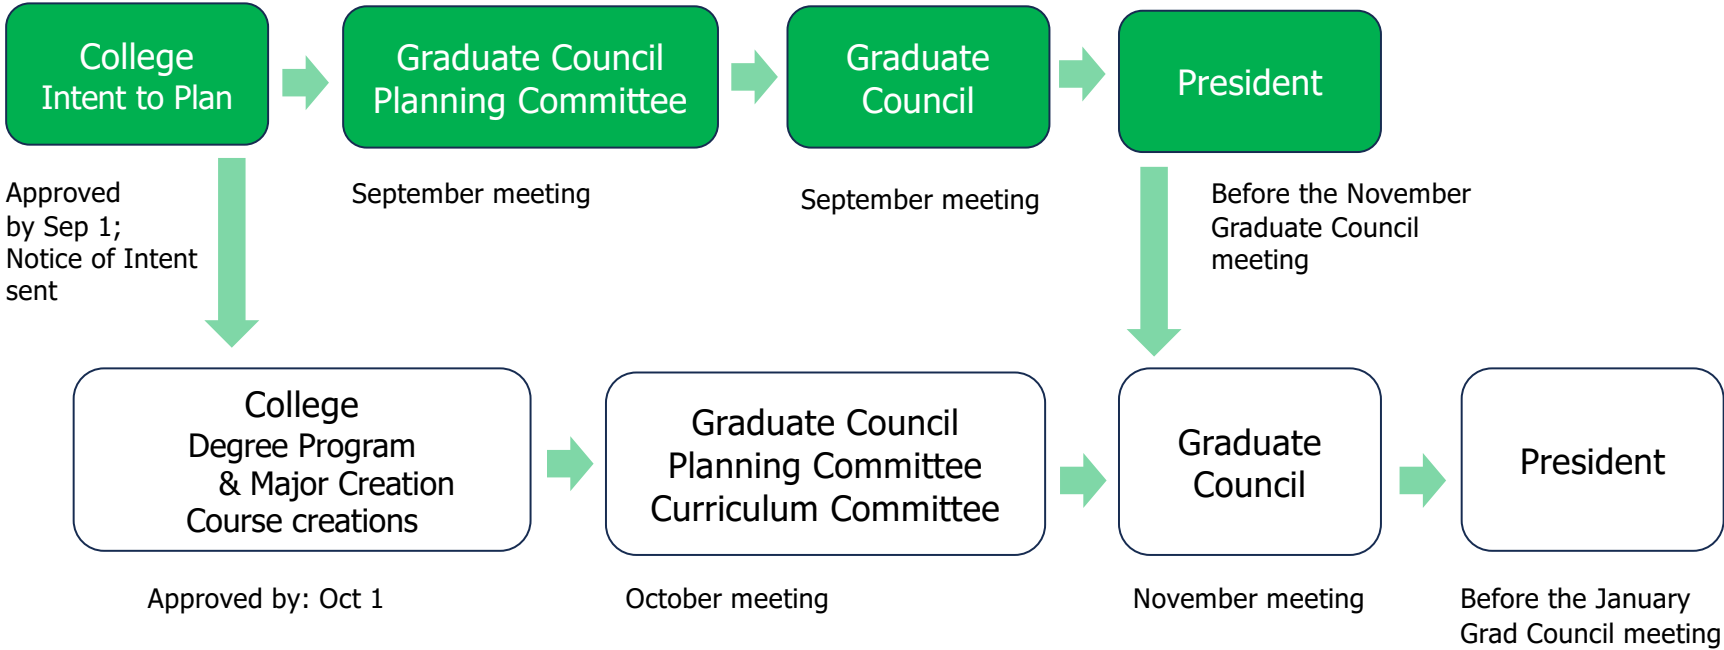 College
Intent to Plan
Graduate Council
Planning Committee
Graduate
Council
President
Approved
by Sep 1;
Notice of Intent
sent
September meeting
September meeting
Before the November
Graduate Council
meeting
College
Degree Program
& Major Creation
Course creations
Graduate Council
Planning Committee
Curriculum Committee
Graduate
Council
President
Approved by: Oct 1
October meeting
November meeting
Before the January
Grad Council meeting